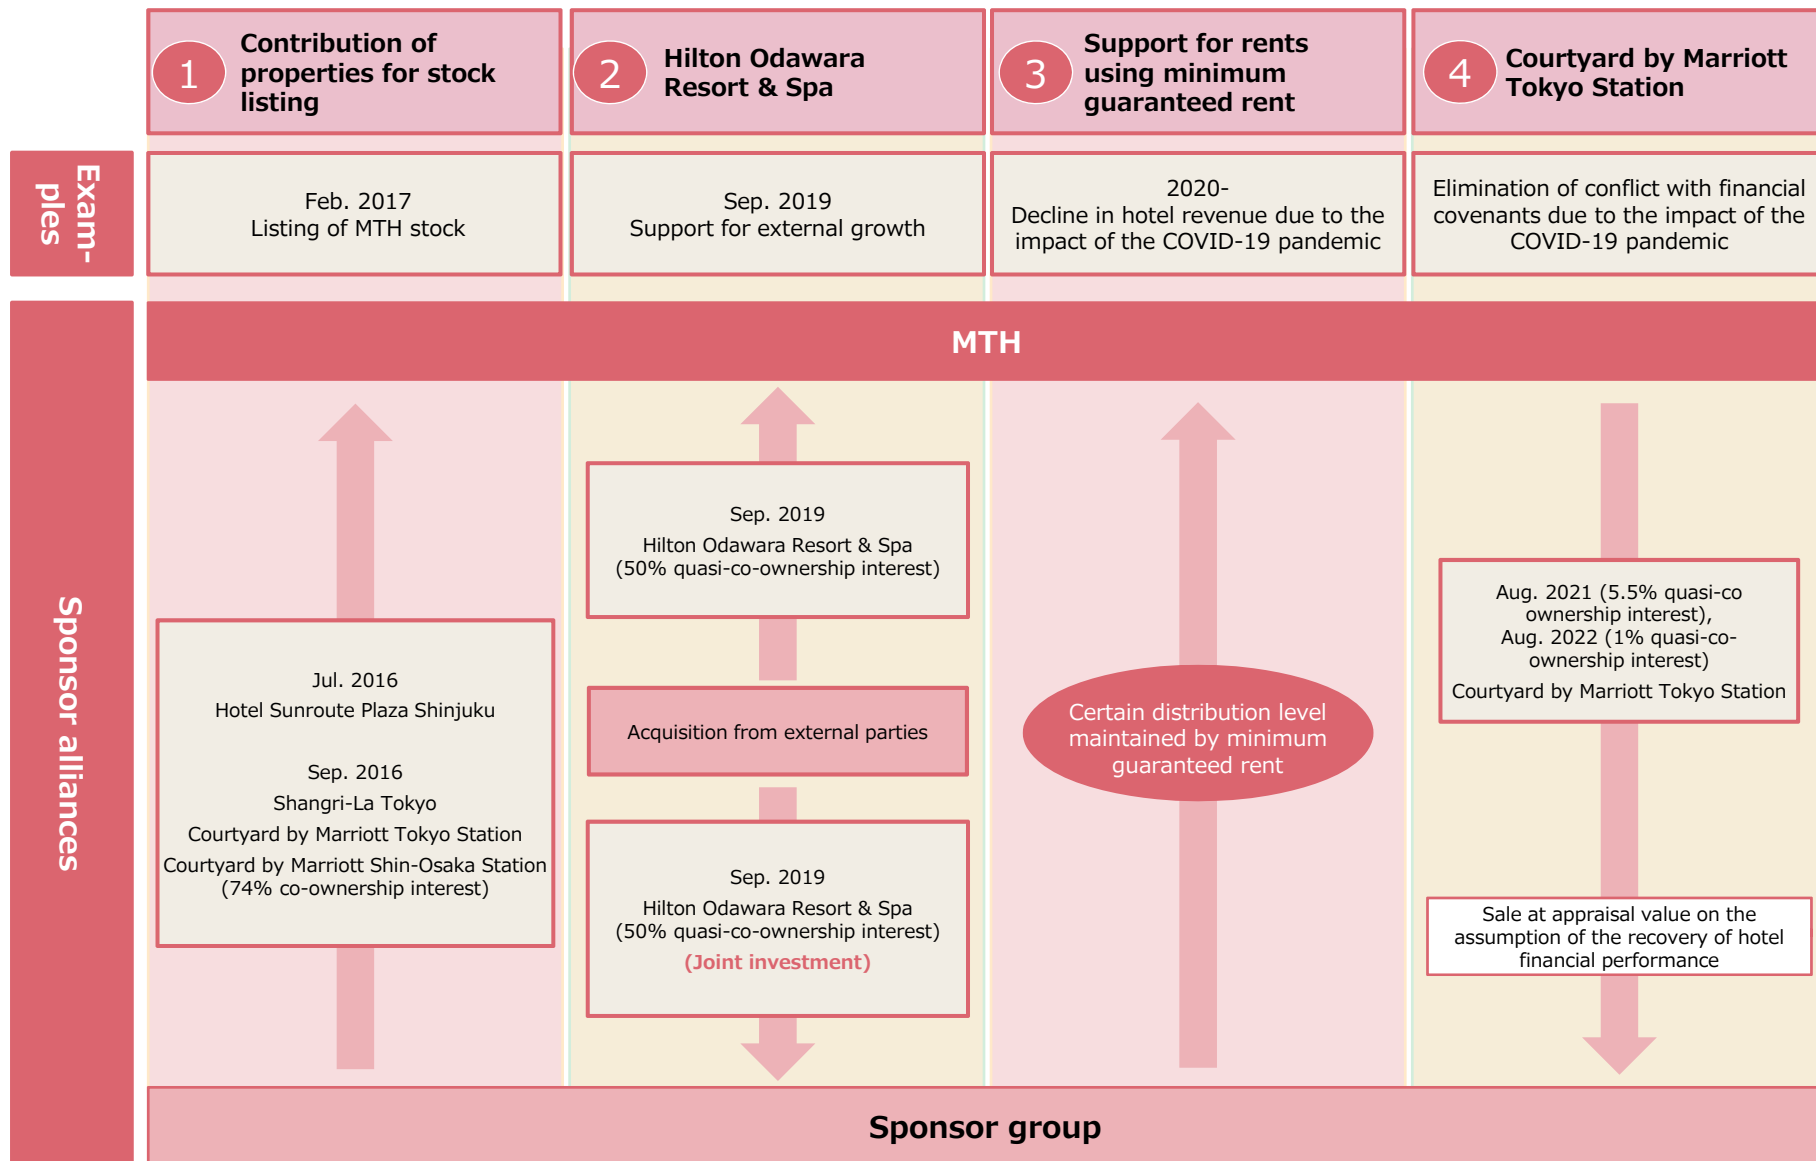 1
Contribution of
properties for stock
listing
2
Hilton Odawara
Resort & Spa
3
Support for rents
using minimum
guaranteed rent
4
Courtyard by Marriott
Tokyo Station
Exam-
ples
Feb. 2017
Listing of MTH stock
Sep. 2019
Support for external growth
2020-
Decline in hotel revenue due to the
impact of the COVID-19 pandemic
Elimination of conflict with financial
covenants due to the impact of the
COVID-19 pandemic
Sponsor alliances
MTH
Jul. 2016
Hotel Sunroute Plaza Shinjuku
Sep. 2016
Shangri-La Tokyo
Courtyard by Marriott Tokyo Station
Courtyard by Marriott Shin-Osaka Station
(74% co-ownership interest)
Sep. 2019
Hilton Odawara Resort & Spa
(50% quasi-co-ownership interest)
Acquisition from external parties
Sep. 2019
Hilton Odawara Resort & Spa
(50% quasi-co-ownership interest)
(Joint investment)
Certain distribution level
maintained by minimum
guaranteed rent
Aug. 2021 (5.5% quasi-co
ownership interest),
Aug. 2022 (1% quasi-co-
ownership interest)
Courtyard by Marriott Tokyo Station
Sale at appraisal value on the
assumption of the recovery of hotel
financial performance
Sponsor group